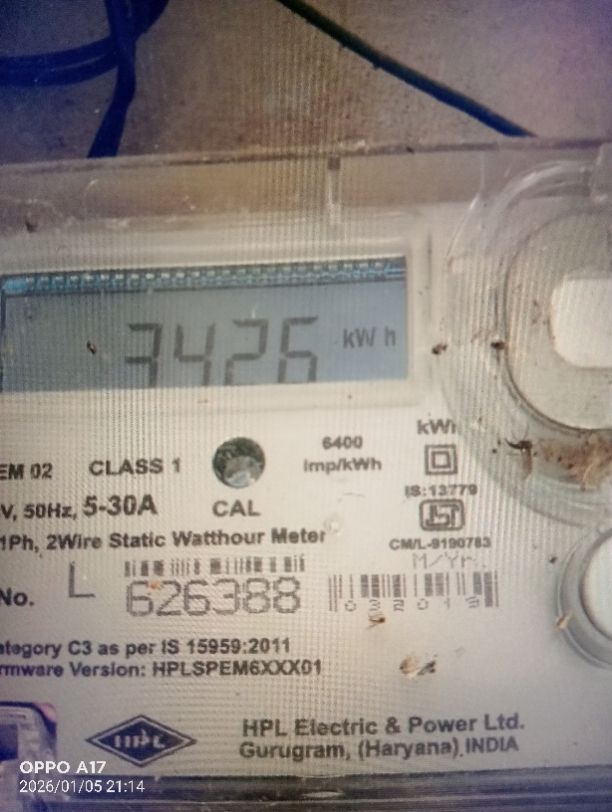 3426 kWh
6400
Imp/kWh
kWh
EM 02 CLASS 1
V, 50Hz, 5-30A
CAL
IS:13779
1Ph, 2Wire Static Watthour Meter
CM/L-9190783
M/Yr.
No. L 626388
032019
ategory C3 as per IS 15959:2011
rmware Version: HPLSPEM6XXX01
HPL
HPL Electric & Power Ltd.
Gurugram, (Haryana), INDIA
OPPO A17
2026/01/05 21:14